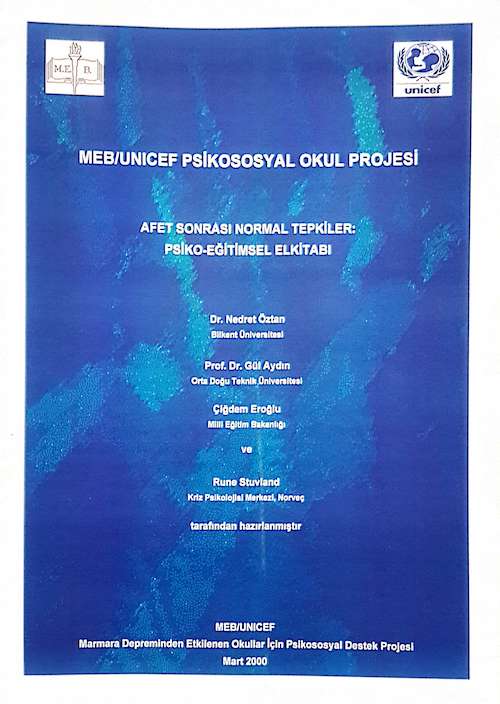 M.E.B.
unicef
MEB/UNICEF PSİKOSOSYAL OKUL PROJESİ
AFET SONRASI NORMAL TEPKİLER:
PSİKO-EĞİTİMSEL ELKİTABI
Dr. Nedret Öztan
Bilkent Üniversitesi
Prof. Dr. Gül Aydın
Orta Doğu Teknik Üniversitesi
Çiğdem Eroğlu
Milli Eğitim Bakanlığı
ve
Rune Stuvland
Kriz Psikolojisi Merkezi, Norveç
tarafından hazırlanmıştır
MEB/UNICEF
Marmara Depreminden Etkilenen Okullar İçin Psikososyal Destek Projesi
Mart 2000